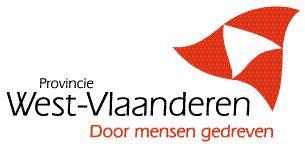 Provincie
West-Vlaanderen
Door mensen gedreven